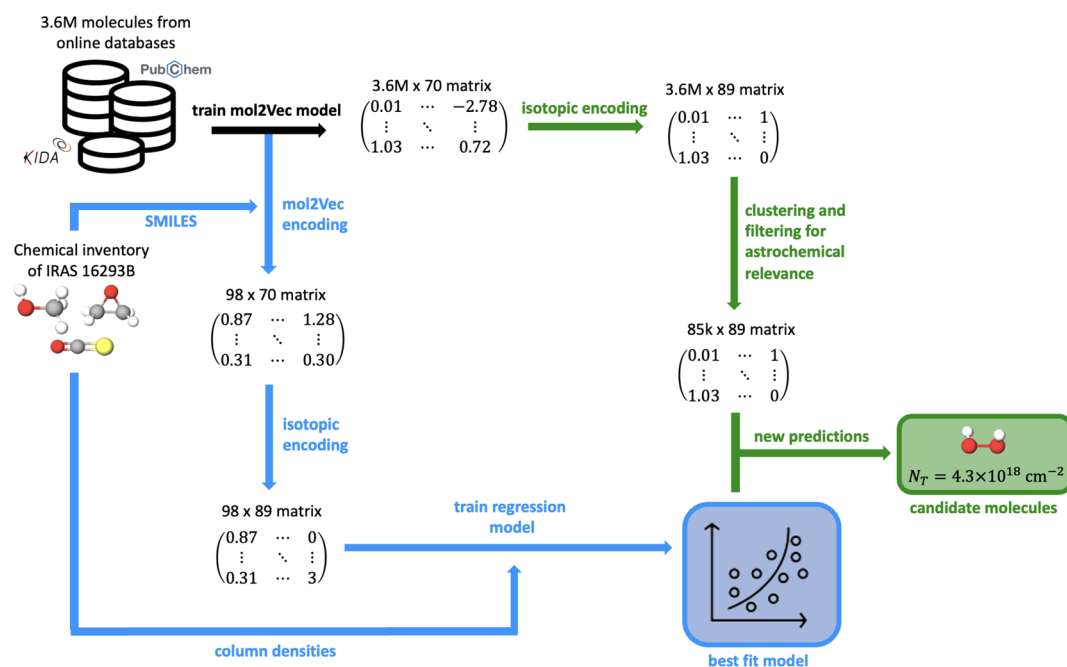 3.6M molecules from
online databases
PubChem
KIDA
train mol2Vec model
3.6M x 70 matrix
0.01 ⋯ −2.78
⋮ ⋱ ⋮
1.03 ⋯ 0.72
isotopic encoding
3.6M x 89 matrix
0.01 ⋯ 1
⋮ ⋱ ⋮
1.03 ⋯ 0
SMILES
mol2Vec
encoding
clustering and
filtering for
astrochemical
relevance
Chemical inventory
of IRAS 16293B
98 x 70 matrix
0.87 ⋯ 1.28
⋮ ⋱ ⋮
0.31 ⋯ 0.30
85k x 89 matrix
0.01 ⋯ 1
⋮ ⋱ ⋮
1.03 ⋯ 0
isotopic
encoding
new predictions
N_T = 4.3×10^18 cm^−2
candidate molecules
98 x 89 matrix
0.87 ⋯ 0
⋮ ⋱ ⋮
0.31 ⋯ 3
train regression
model
column densities
best fit model